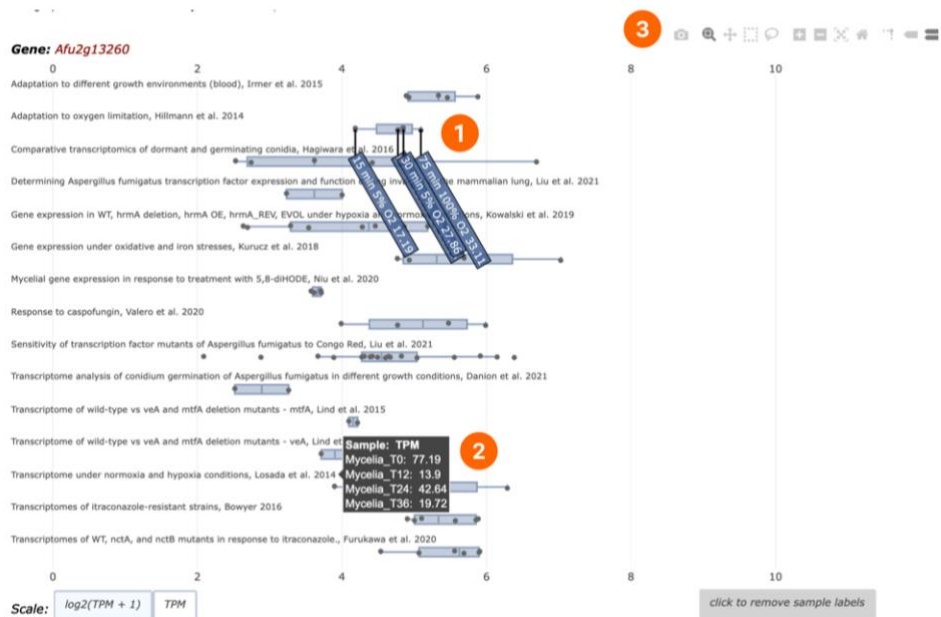 3
Gene: Afu2g13260
0 2 4 6 8 10
Adaptation to different growth environments (blood), Irmer et al. 2015
Adaptation to oxygen limitation, Hillmann et al. 2014
1
Comparative transcriptomics of dormant and germinating conidia, Hagiwara et al. 2016
15 min 5% O2 17.19
30 min 5% O2 27.86
75 min 100% O2 33.11
Determining Aspergillus fumigatus transcription factor expression and function during inva the mammalian lung, Liu et al. 2021
Gene expression in WT, hrmA deletion, hrmA OE, hrmA_REV, EVOL under hypoxia a ns, Kowalski et al. 2019
Gene expression under oxidative and iron stresses, Kurucz et al. 2018
Mycelial gene expression in response to treatment with 5,8-diHODE, Niu et al. 2020
Response to caspofungin, Valero et al. 2020
Sensitivity of transcription factor mutants of Aspergillus fumigatus to Congo Red, Liu et al. 2021
Transcriptome analysis of conidium germination of Aspergillus fumigatus in different growth conditions, Danion et al. 2021
Transcriptome of wild-type vs veA and mtfA deletion mutants - mtfA, Lind et al. 2015
Transcriptome of wild-type vs veA and mtfA deletion mutants - veA, Lind et
Sample: TPM
Mycelia_T0: 77.19
Mycelia_T12: 13.9
Mycelia_T24: 42.64
Mycelia_T36: 19.72
2
Transcriptome under normoxia and hypoxia conditions, Losada et al. 2014
Transcriptomes of itraconazole-resistant strains, Bowyer 2016
Transcriptomes of WT, nctA, and nctB mutants in response to itraconazole., Furukawa et al. 2020
0 2 4 6 8 10
Scale: log2(TPM + 1) TPM
click to remove sample labels